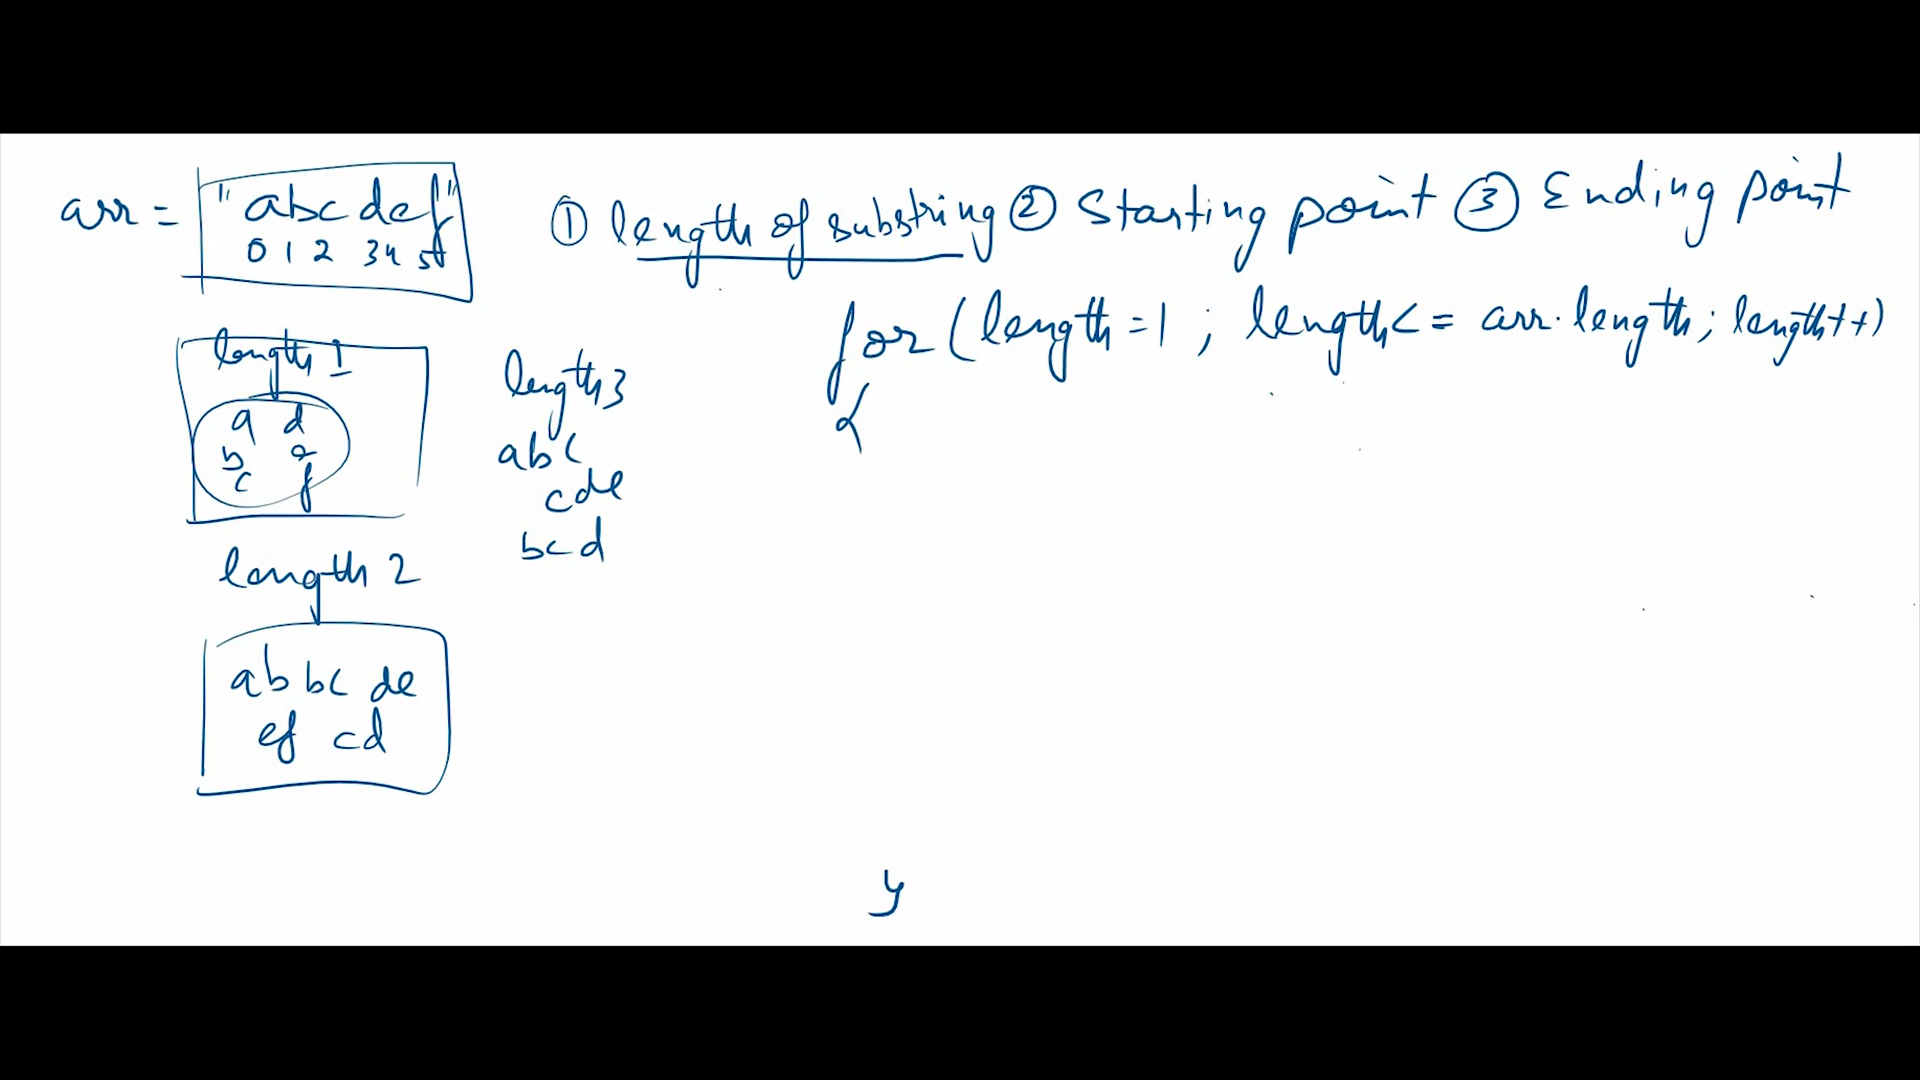 arr = "abcdef"
0 1 2 3 4 5
① length of substring ② Starting point ③ Ending point
for (length = 1 ; length <= arr.length; length++)
{
}
length 1
a d
b e
c f
length 2
ab bc de
ef cd
length 3
abc
cde
bcd